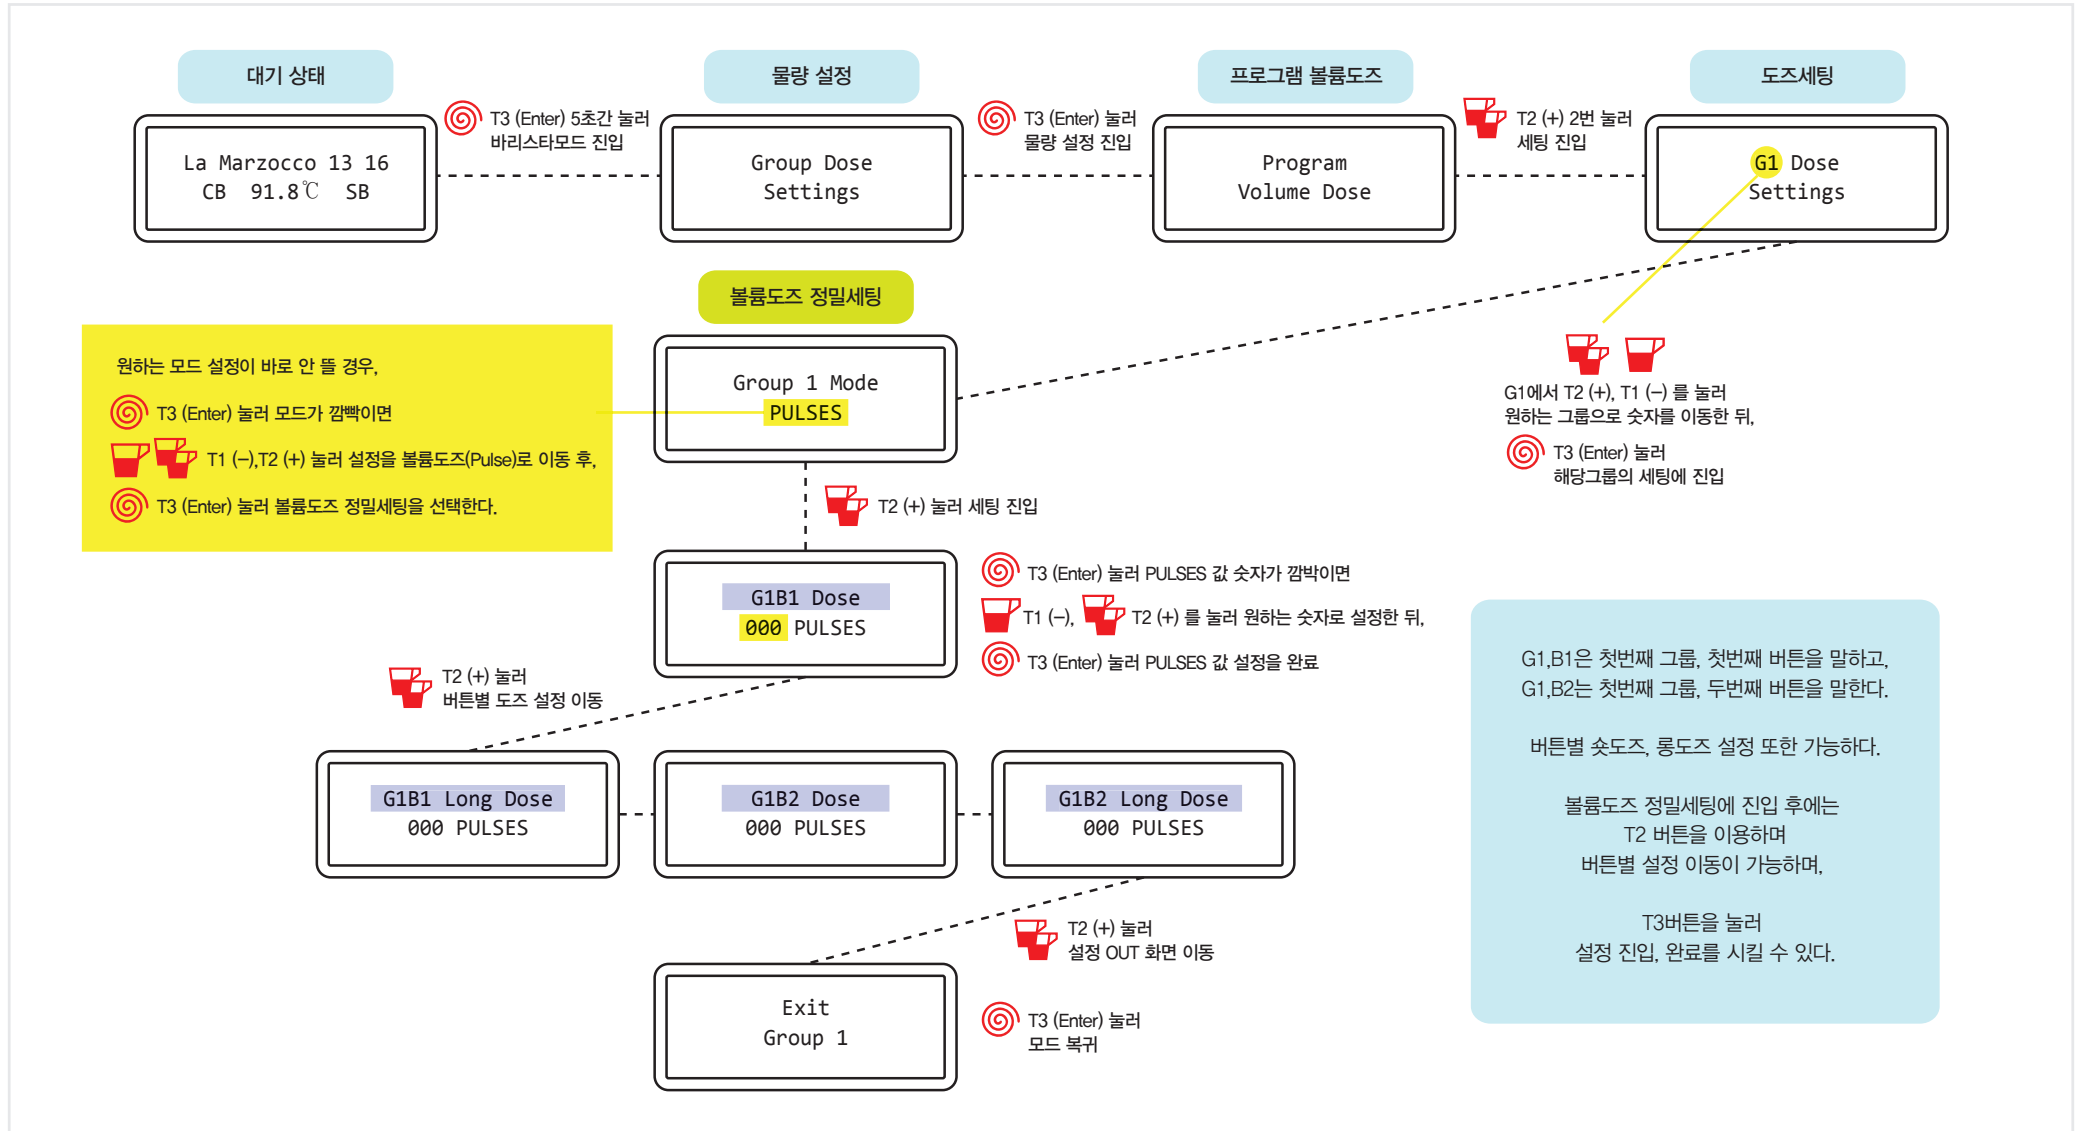 대기 상태
물량 설정
프로그램 볼륨도즈
도즈세팅
La Marzocco 13 16
CB 91.8℃ SB
T3 (Enter) 5초간 눌러
바리스타모드 진입
Group Dose
Settings
T3 (Enter) 눌러
물량 설정 진입
Program
Volume Dose
T2 (+) 2번 눌러
세팅 진입
G1 Dose
Settings
볼륨도즈 정밀세팅
원하는 모드 설정이 바로 안 뜰 경우,
T3 (Enter) 눌러 모드가 깜빡이면
T1 (−),T2 (+) 눌러 설정을 볼륨도즈(Pulse)로 이동 후,
T3 (Enter) 눌러 볼륨도즈 정밀세팅을 선택한다.
Group 1 Mode
PULSES
G1에서 T2 (+), T1 (−) 를 눌러
원하는 그룹으로 숫자를 이동한 뒤,
T3 (Enter) 눌러
해당그룹의 세팅에 진입
T2 (+) 눌러 세팅 진입
G1B1 Dose
000 PULSES
T3 (Enter) 눌러 PULSES 값 숫자가 깜박이면
T1 (−), T2 (+) 를 눌러 원하는 숫자로 설정한 뒤,
T3 (Enter) 눌러 PULSES 값 설정을 완료
T2 (+) 눌러
버튼별 도즈 설정 이동
G1B1 Long Dose
000 PULSES
G1B2 Dose
000 PULSES
G1B2 Long Dose
000 PULSES
T2 (+) 눌러
설정 OUT 화면 이동
Exit
Group 1
T3 (Enter) 눌러
모드 복귀
G1,B1은 첫번째 그룹, 첫번째 버튼을 말하고,
G1,B2는 첫번째 그룹, 두번째 버튼을 말한다.
버튼별 숏도즈, 롱도즈 설정 또한 가능하다.
볼륨도즈 정밀세팅에 진입 후에는
T2 버튼을 이용하며
버튼별 설정 이동이 가능하며,
T3버튼을 눌러
설정 진입, 완료를 시킬 수 있다.